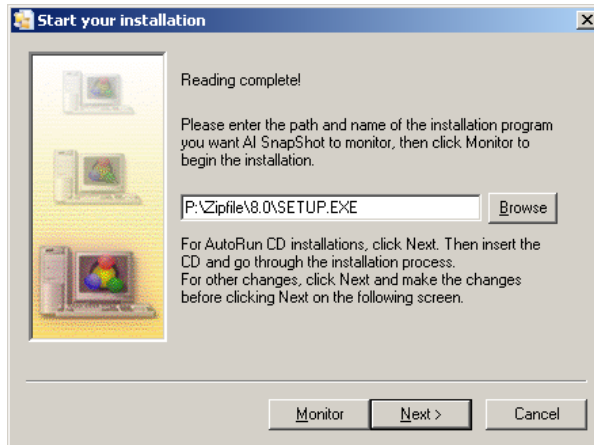 Start your installation
Reading complete!
Please enter the path and name of the installation program
you want AI SnapShot to monitor, then click Monitor to
begin the installation.
P:\Zipfile\8.0\SETUP.EXE
Browse
For AutoRun CD installations, click Next. Then insert the
CD and go through the installation process.
For other changes, click Next and make the changes
before clicking Next on the following screen.
Monitor
Next >
Cancel